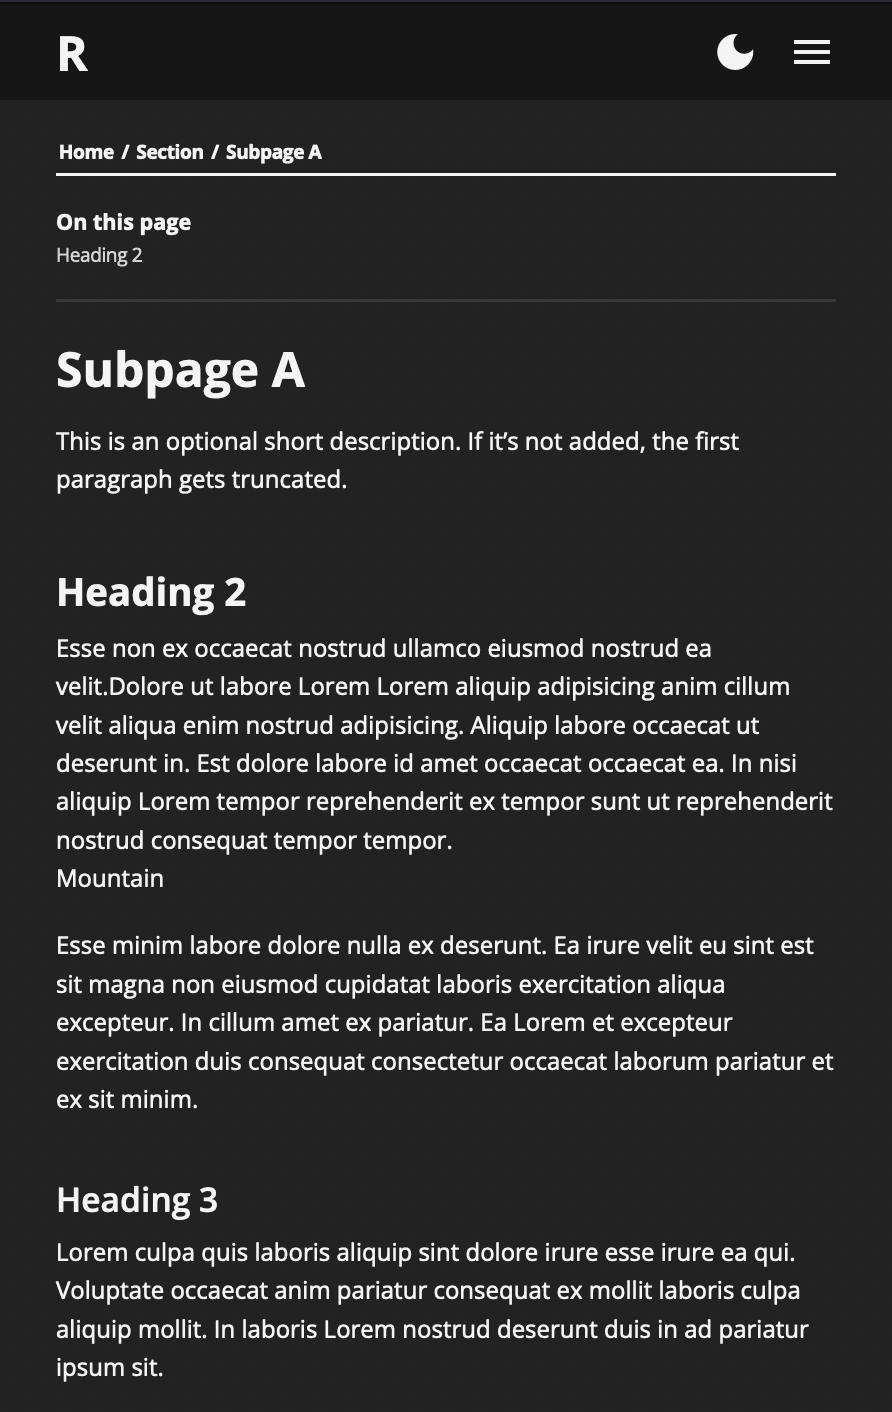 R
Home / Section / Subpage A
On this page
Heading 2
Subpage A
This is an optional short description. If it’s not added, the first
paragraph gets truncated.
Heading 2
Esse non ex occaecat nostrud ullamco eiusmod nostrud ea
velit.Dolore ut labore Lorem Lorem aliquip adipisicing anim cillum
velit aliqua enim nostrud adipisicing. Aliquip labore occaecat ut
deserunt in. Est dolore labore id amet occaecat occaecat ea. In nisi
aliquip Lorem tempor reprehenderit ex tempor sunt ut reprehenderit
nostrud consequat tempor tempor.
Mountain
Esse minim labore dolore nulla ex deserunt. Ea irure velit eu sint est
sit magna non eiusmod cupidatat laboris exercitation aliqua
excepteur. In cillum amet ex pariatur. Ea Lorem et excepteur
exercitation duis consequat consectetur occaecat laborum pariatur et
ex sit minim.
Heading 3
Lorem culpa quis laboris aliquip sint dolore irure esse irure ea qui.
Voluptate occaecat anim pariatur consequat ex mollit laboris culpa
aliquip mollit. In laboris Lorem nostrud deserunt duis in ad pariatur
ipsum sit.